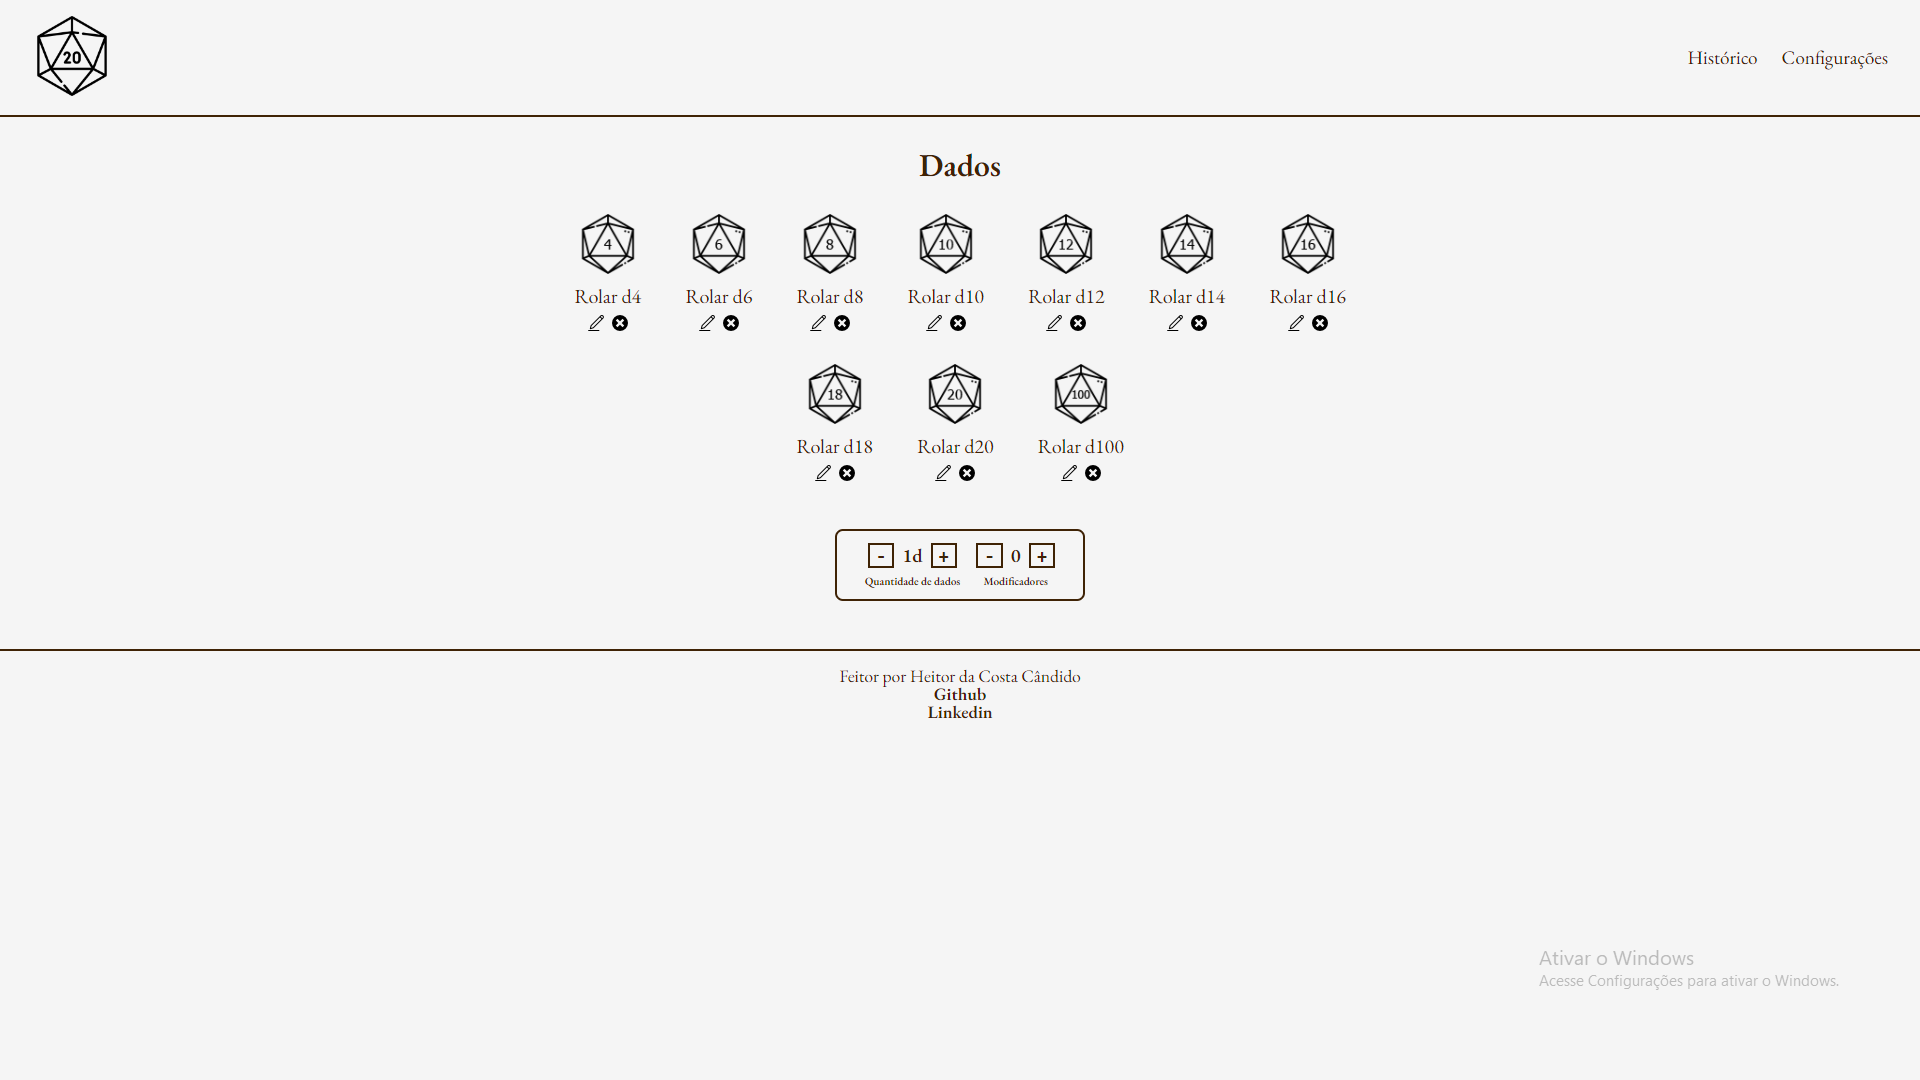 20
Histórico Configurações
Dados
4 6 8 10 12 14 16
Rolar d4 Rolar d6 Rolar d8 Rolar d10 Rolar d12 Rolar d14 Rolar d16
18 20 100
Rolar d18 Rolar d20 Rolar d100
- 1d + - 0 +
Quantidade de dados Modificadores
Feitor por Heitor da Costa Cândido
Github
Linkedin
Ativar o Windows
Acesse Configurações para ativar o Windows.